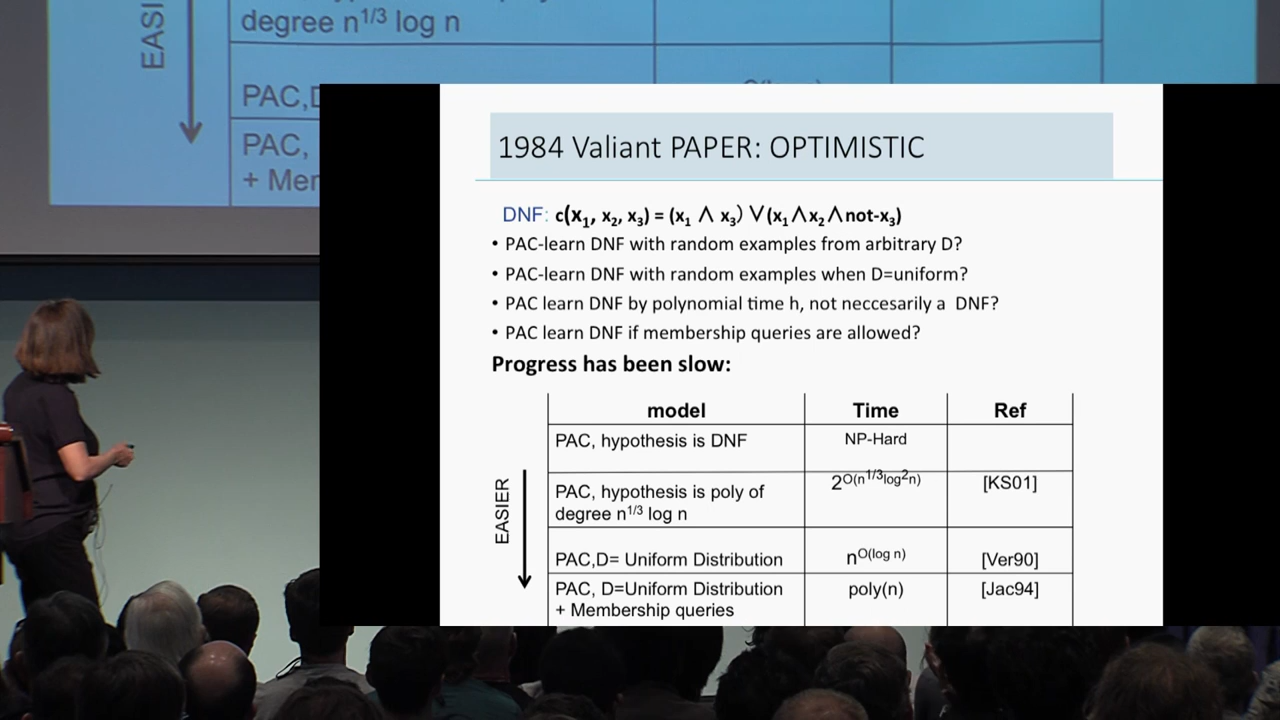 EASI
degree n^1/3 log n
PAC,
PAC,
+ Mer
1984 Valiant PAPER: OPTIMISTIC
DNF: c(x₁, x₂, x₃) = (x₁ ∧ x₃) ∨ (x₁∧x₂∧not-x₃)
• PAC-learn DNF with random examples from arbitrary D?
• PAC-learn DNF with random examples when D=uniform?
• PAC learn DNF by polynomial time h, not neccesarily a DNF?
• PAC learn DNF if membership queries are allowed?
Progress has been slow:
model Time Ref
PAC, hypothesis is DNF NP-Hard
PAC, hypothesis is poly of 2^O(n^1/3log^2n) [KS01]
degree n^1/3 log n
PAC,D= Uniform Distribution n^O(log n) [Ver90]
PAC, D=Uniform Distribution poly(n) [Jac94]
+ Membership queries
EASIER